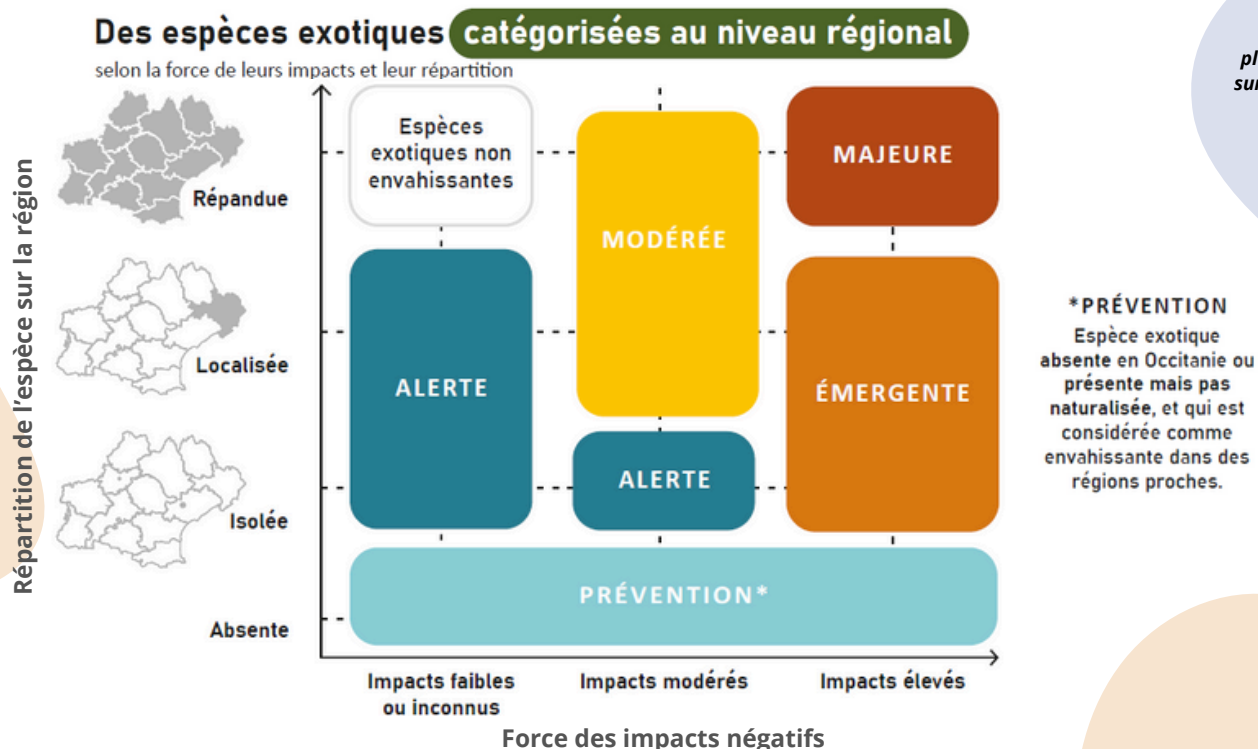 Des espèces exotiques catégorisées au niveau régional
selon la force de leurs impacts et leur répartition
pl
sur
Répartition de l'espèce sur la région
Répandue
Localisée
Isolée
Absente
Espèces
exotiques non
envahissantes
MODÉRÉE
MAJEURE
ALERTE
ALERTE
ÉMERGENTE
PRÉVENTION*
*PRÉVENTION
Espèce exotique
absente en Occitanie ou
présente mais pas
naturalisée, et qui est
considérée comme
envahissante dans des
régions proches.
Impacts faibles
ou inconnus
Impacts modérés
Impacts élevés
Force des impacts négatifs